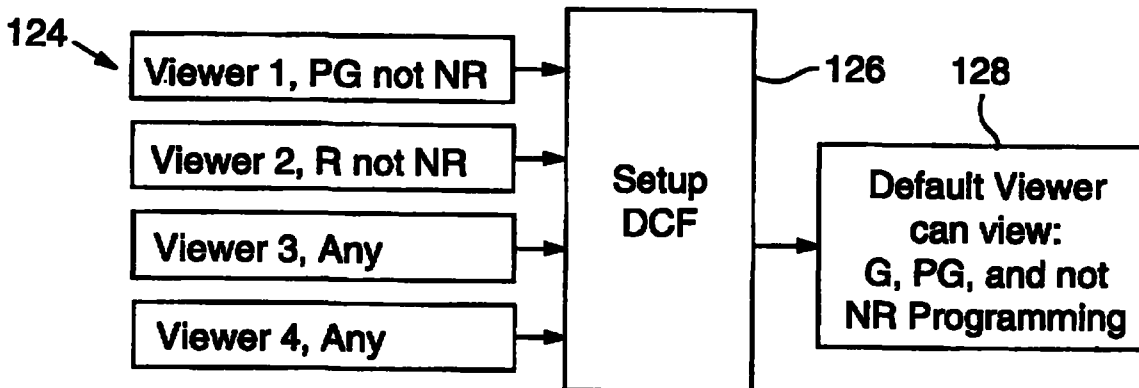 124
Viewer 1, PG not NR
Viewer 2, R not NR
Viewer 3, Any
Viewer 4, Any
Setup
DCF
126
128
Default Viewer
can view:
G, PG, and not
NR Programming